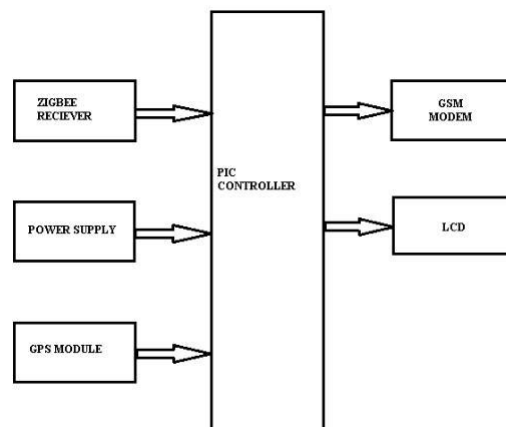 ZIGBEE
RECIEVER
POWER SUPPLY
GPS MODULE
PIC
CONTROLLER
GSM
MODEM
LCD